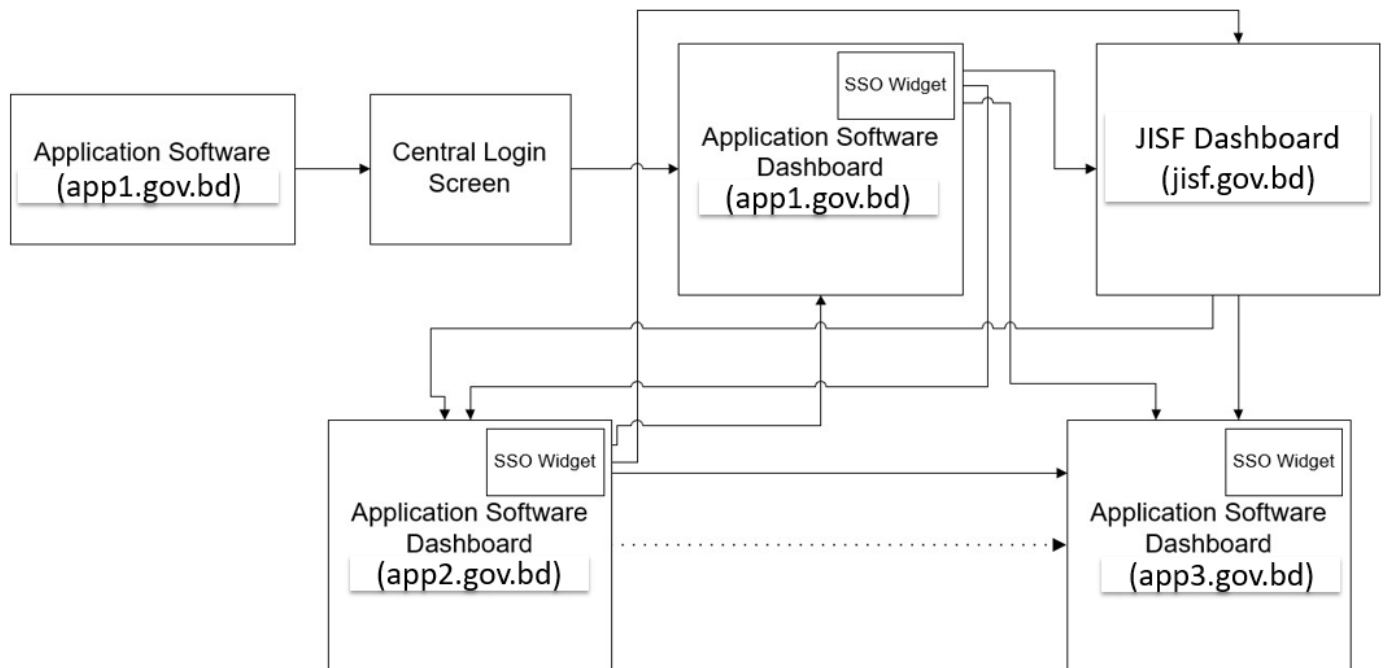 Application Software
(app1.gov.bd)
Central Login
Screen
SSO Widget
Application Software
Dashboard
(app1.gov.bd)
JISF Dashboard
(jisf.gov.bd)
SSO Widget
Application Software
Dashboard
(app2.gov.bd)
SSO Widget
Application Software
Dashboard
(app3.gov.bd)